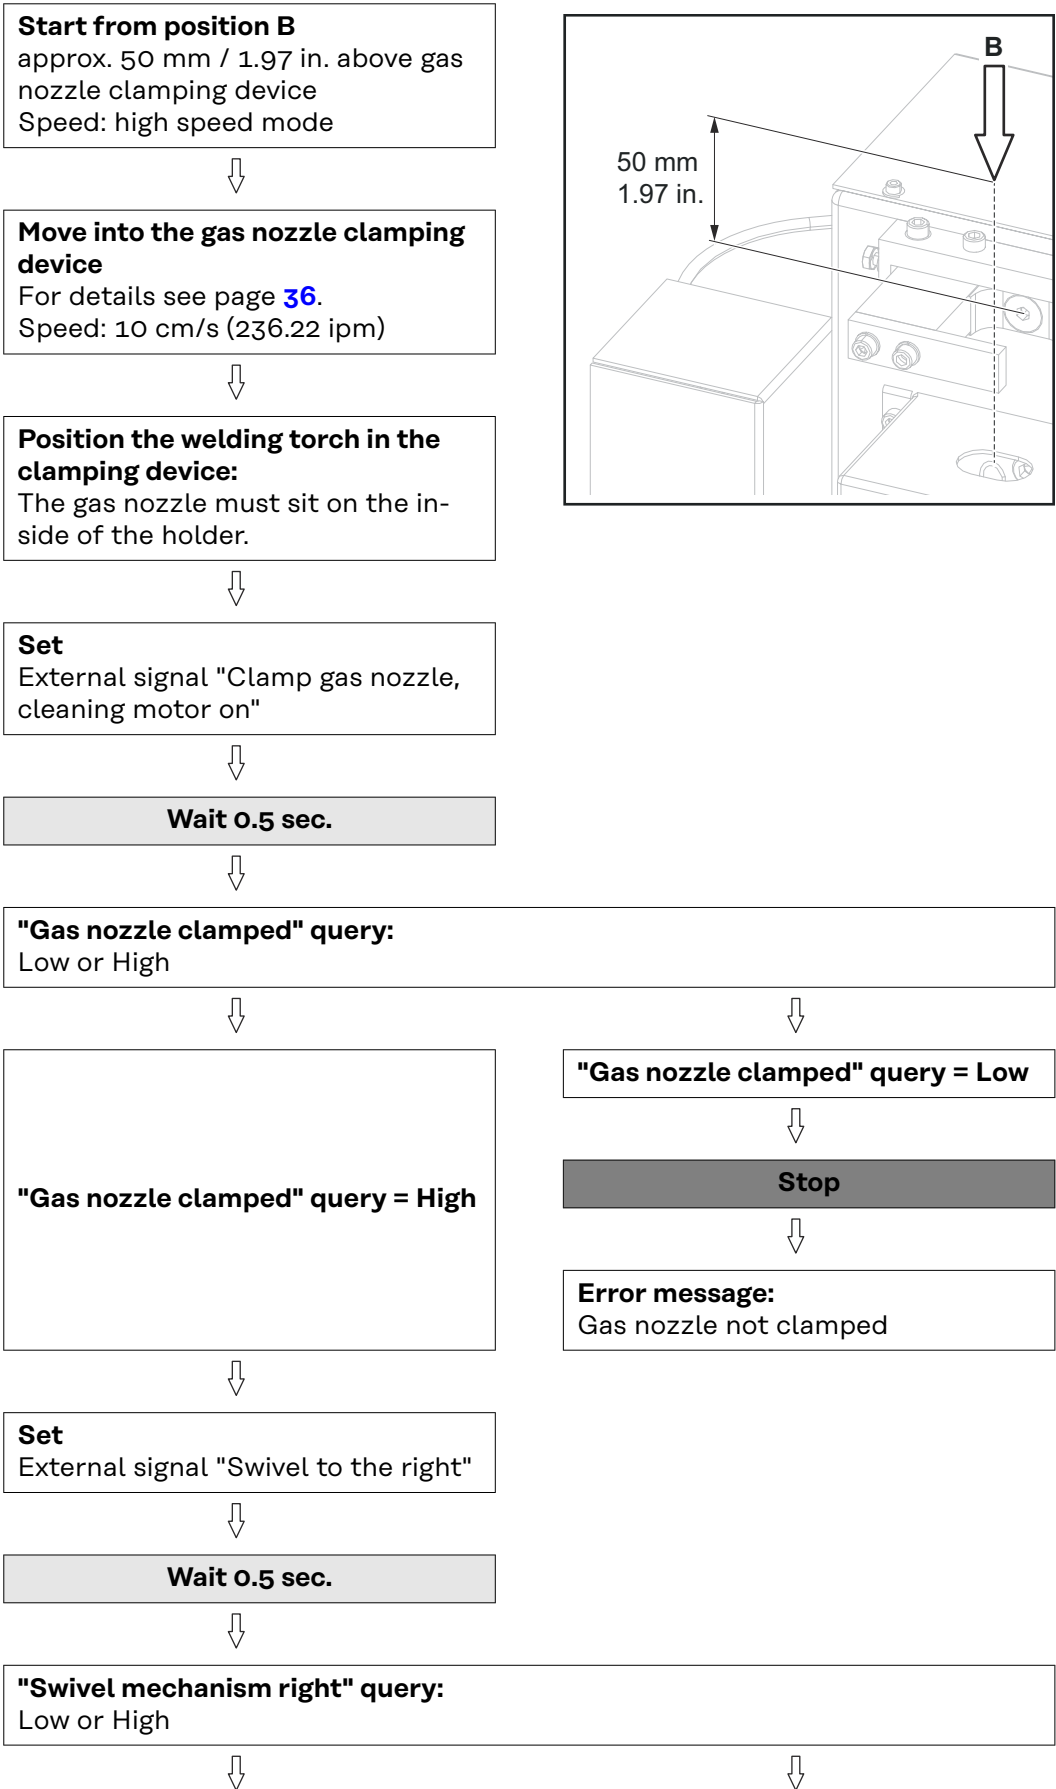 Start from position B
approx. 50 mm / 1.97 in. above gas
nozzle clamping device
Speed: high speed mode
B
50 mm
1.97 in.
Move into the gas nozzle clamping
device
For details see page 36.
Speed: 10 cm/s (236.22 ipm)
Position the welding torch in the
clamping device:
The gas nozzle must sit on the in-
side of the holder.
Set
External signal "Clamp gas nozzle,
cleaning motor on"
Wait 0.5 sec.
"Gas nozzle clamped" query:
Low or High
"Gas nozzle clamped" query = High
"Gas nozzle clamped" query = Low
Stop
Error message:
Gas nozzle not clamped
Set
External signal "Swivel to the right"
Wait 0.5 sec.
"Swivel mechanism right" query:
Low or High